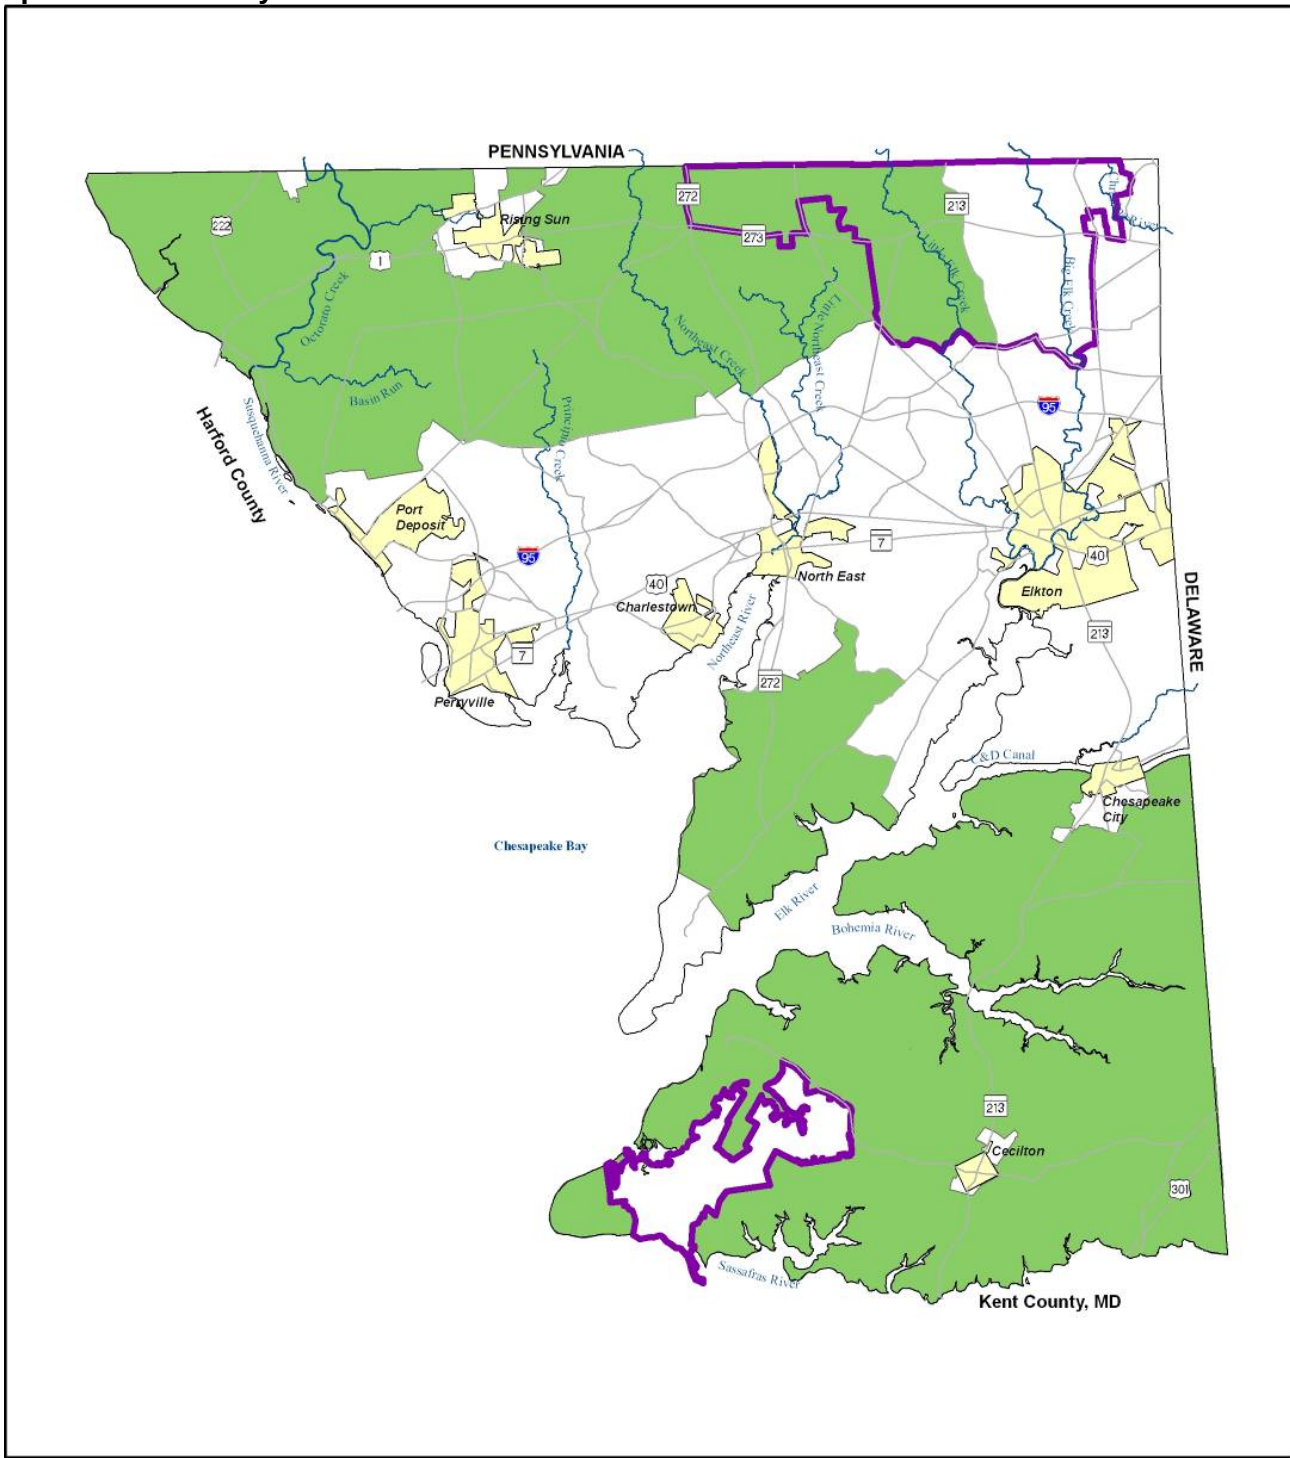 PENNSYLVANIA
272
213
Rising Sun
222
273
1
Little Elk Creek
Big Elk Creek
Octoraro Creek
Northeast Creek
Little Northeast Creek
Basin Run
Susquehanna River
Harford County
Principio Creek
95
Port
Deposit
7
95
40
40
North East
Elkton
DELAWARE
Charlestown
Northeast River
213
7
272
Perryville
C&D Canal
Chesapeake
City
Chesapeake Bay
Elk River
Bohemia River
213
Cecilton
301
Sassafras River
Kent County, MD